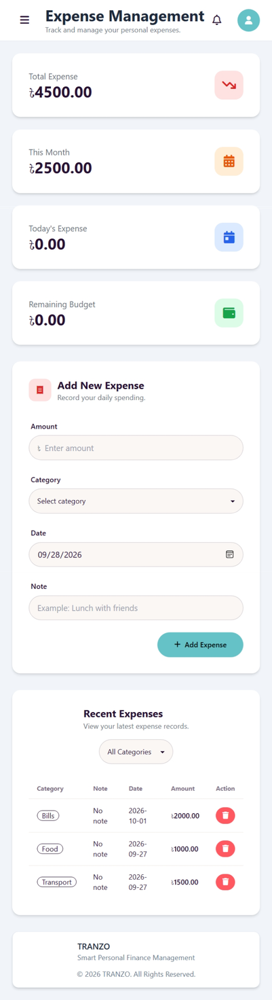 Expense Management
Track and manage your personal expenses.
Total Expense
৳4500.00
This Month
৳2500.00
Today's Expense
৳0.00
Remaining Budget
৳0.00
Add New Expense
Record your daily spending.
Amount
৳ Enter amount
Category
Select category
Date
09/28/2026
Note
Example: Lunch with friends
+ Add Expense
Recent Expenses
View your latest expense records.
All Categories
Category Note Date Amount Action
Bills No note 2026-10-01 ৳2000.00
Food No note 2026-09-27 ৳1000.00
Transport No note 2026-09-27 ৳1500.00
TRANZO
Smart Personal Finance Management
© 2026 TRANZO. All Rights Reserved.